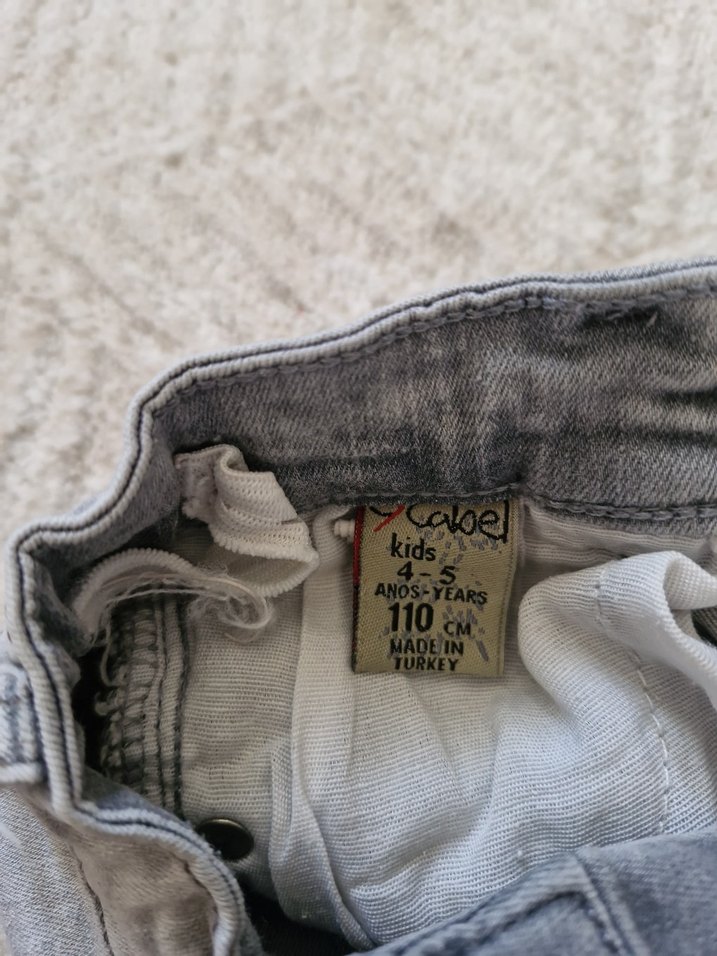 Cabel
kids
4-5
ANOS-YEARS
110 CM
MADE IN
TURKEY